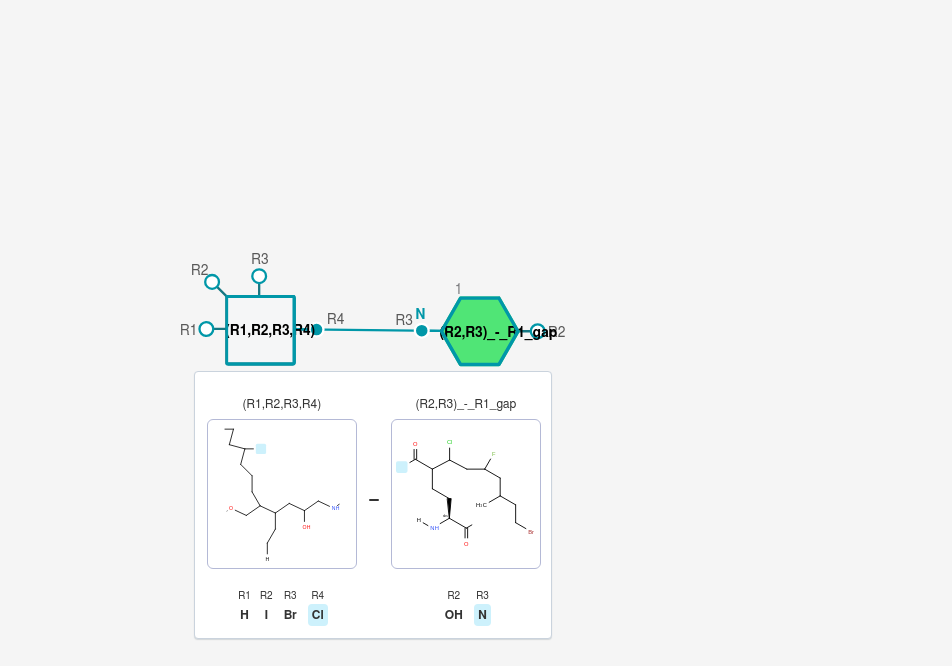 R3
R2
1
N
R4
R3
R1
(R1,R2,R3,R4)
(R2,R3)_-_R1_gap
R2
(R1,R2,R3,R4)
(R2,R3)_-_R1_gap
O
Cl
F
H₃C
O
NH
H
NH
OH
Br
O
H
–
R1 R2 R3 R4
R2 R3
H I Br Cl
OH N